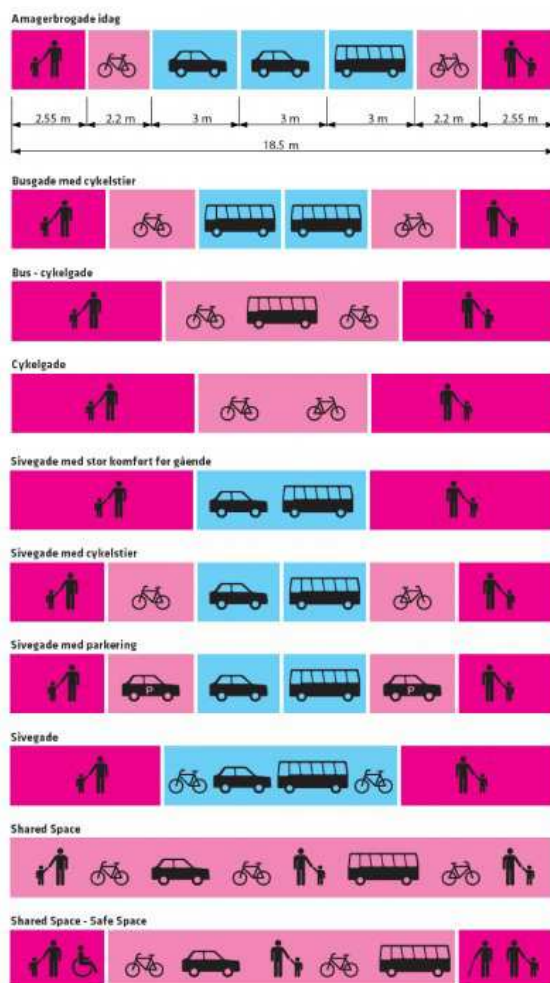 Amagerbrogade idag
2.55 m 2.2 m 3 m 3 m 3 m 2.2 m 2.55 m
18.5 m
Busgade med cykelstier
Bus - cykelgade
Cykelgade
Sivegade med stor komfort for gående
Sivegade med cykelstier
Sivegade med parkering
P P
Sivegade
Shared Space
Shared Space - Safe Space